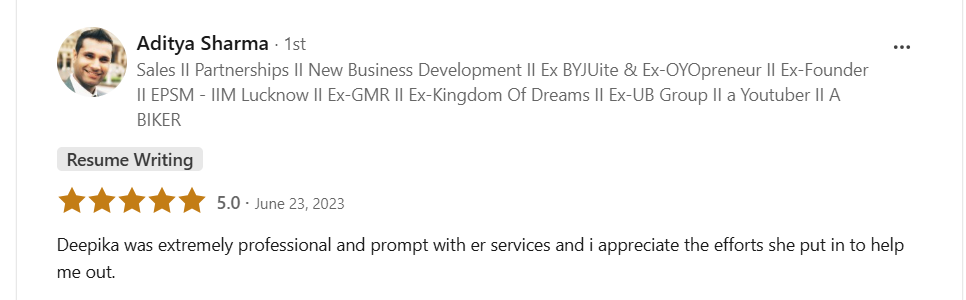 Aditya Sharma · 1st
Sales II Partnerships II New Business Development II Ex BYJUite & Ex-OYOpreneur II Ex-Founder
II EPSM - IIM Lucknow II Ex-GMR II Ex-Kingdom Of Dreams II Ex-UB Group II a Youtuber II A
BIKER
Resume Writing
5.0 · June 23, 2023
Deepika was extremely professional and prompt with er services and i appreciate the efforts she put in to help
me out.